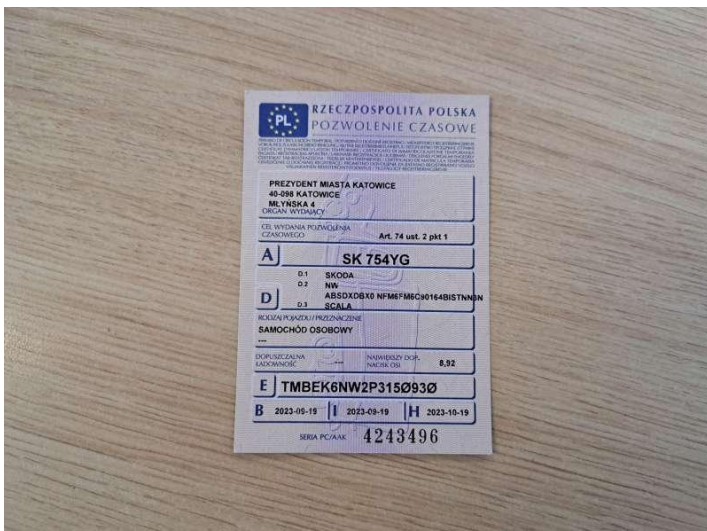 PL
RZECZPOSPOLITA POLSKA
POZWOLENIE CZASOWE
PREZYDENT MIASTA KATOWICE
40-098 KATOWICE
MŁYŃSKA 4
ORGAN WYDAJĄCY
CEL WYDANIA POZWOLENIA
CZASOWEGO Art. 74 ust. 2 pkt 1
A SK 754YG
D.1 SKODA
D.2 NW
D ABSDXDBX0
D.3 SCALA
RODZAJ POJAZDU / PRZEZNACZENIE
SAMOCHÓD OSOBOWY
---
DOPUSZCZALNA ŁADOWNOŚĆ --- NAJWIĘKSZY DOP. NACISK OSI 8,92
E TMBEK6NW2P315Ø93Ø
B 2023-09-19 I 2023-09-19 H 2023-10-19
SERIA PC/AAK 4243496